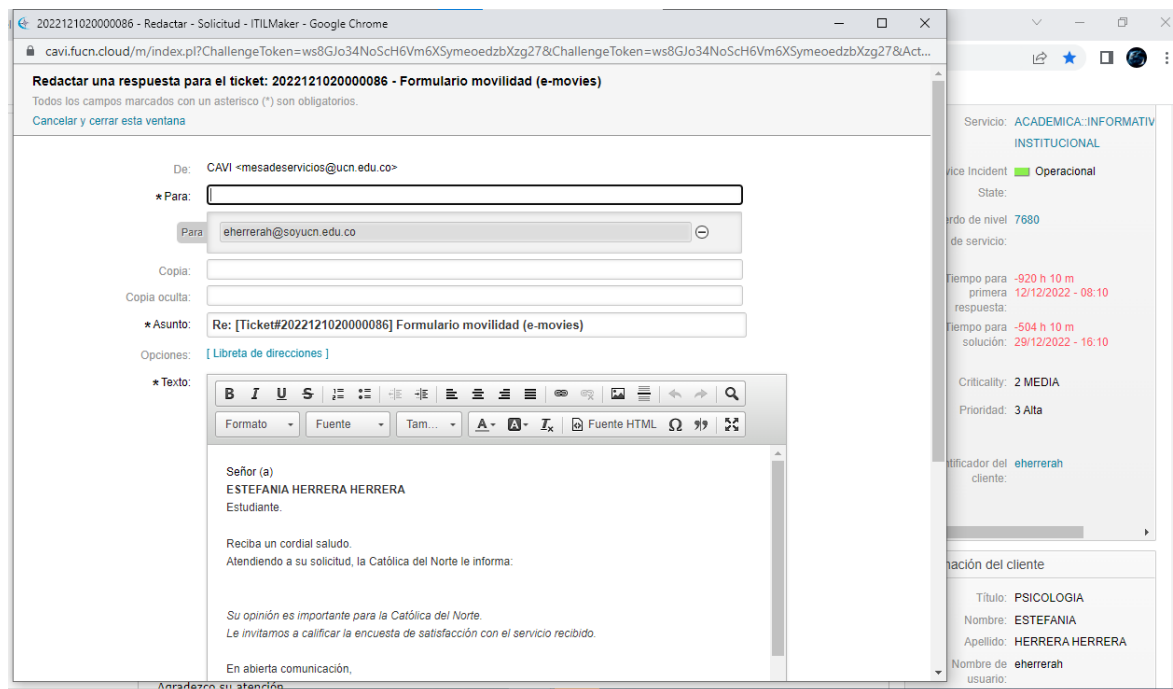 2022121020000086 - Redactar - Solicitud - ITILMaker - Google Chrome
cavi.fucn.cloud/m/index.pl?ChallengeToken=ws8GJo34NoScH6Vm6XSymeoedzbXzg27&ChallengeToken=ws8GJo34NoScH6Vm6XSymeoedzbXzg27&Act...
Redactar una respuesta para el ticket: 2022121020000086 - Formulario movilidad (e-movies)
Todos los campos marcados con un asterisco (*) son obligatorios.
Cancelar y cerrar esta ventana
De: CAVI <mesadeservicios@ucn.edu.co>
* Para:
Para eherrerah@soyucn.edu.co
Copia:
Copia oculta:
* Asunto: Re: [Ticket#2022121020000086] Formulario movilidad (e-movies)
Opciones: [ Libreta de direcciones ]
* Texto:
B I U S
Formato Fuente Tam... A A Ix Fuente HTML Ω
Señor (a)
ESTEFANIA HERRERA HERRERA
Estudiante.
Reciba un cordial saludo.
Atendiendo a su solicitud, la Católica del Norte le informa:
Su opinión es importante para la Católica del Norte.
Le invitamos a calificar la encuesta de satisfacción con el servicio recibido.
En abierta comunicación,
Agradezco su atención
Servicio: ACADEMICA::INFORMATIV
INSTITUCIONAL
vice Incident Operacional
State:
erdo de nivel 7680
de servicio:
Tiempo para -920 h 10 m
primera 12/12/2022 - 08:10
respuesta:
Tiempo para -504 h 10 m
solución: 29/12/2022 - 16:10
Criticality: 2 MEDIA
Prioridad: 3 Alta
ntificador del eherrerah
cliente:
nación del cliente
Título: PSICOLOGIA
Nombre: ESTEFANIA
Apellido: HERRERA HERRERA
Nombre de eherrerah
usuario: